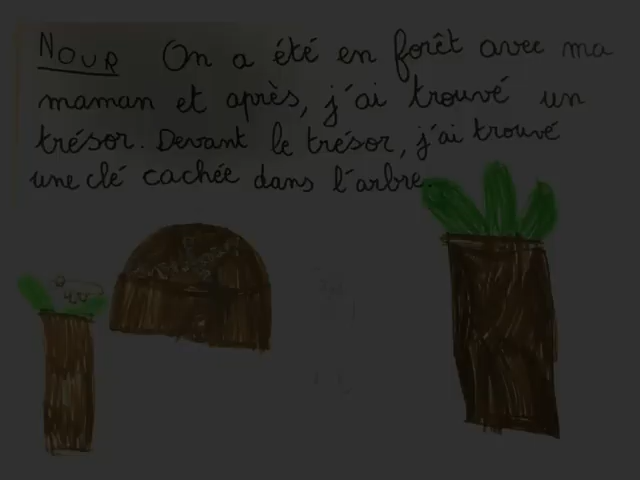 NOUR On a été en forêt avec ma
maman et après, j'ai trouvé un
trésor. Devant le trésor, j'ai trouvé
une clé cachée dans l'arbre.